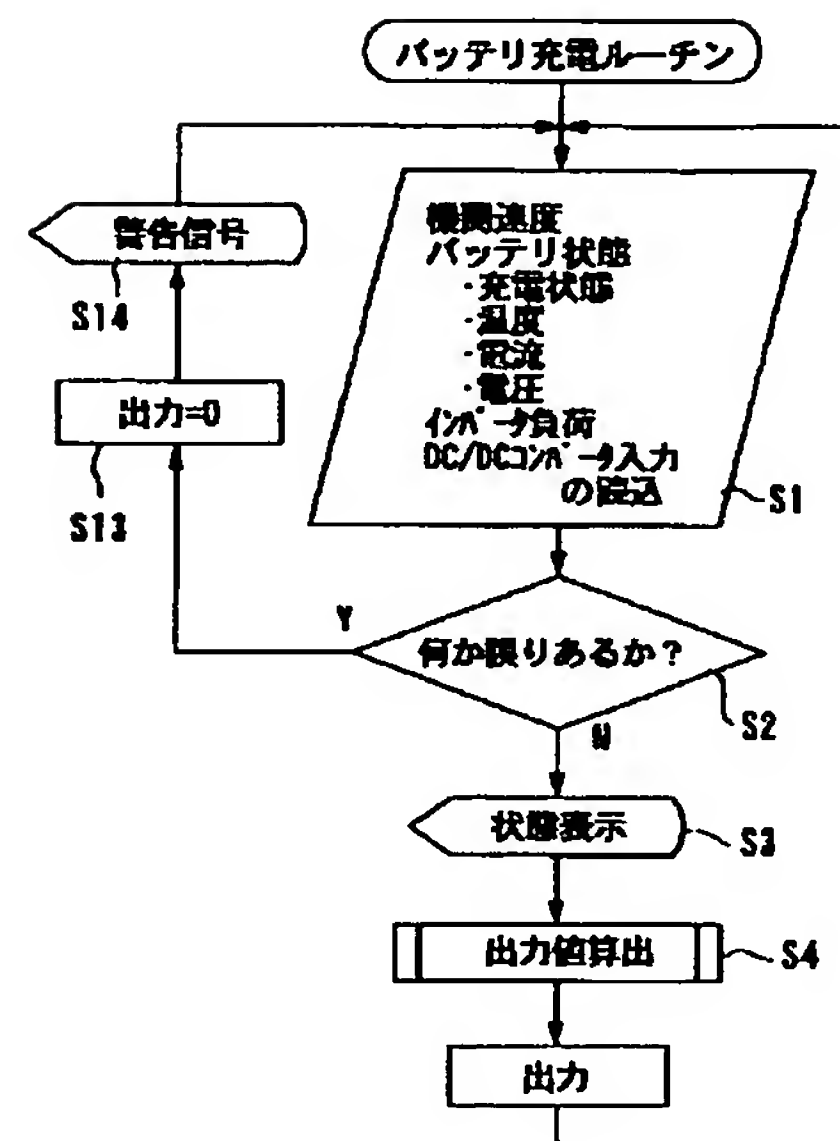 バッテリ充電ルーチン
機関速度
バッテリ状態
・充電状態
・温度
・電流
・電圧
インバータ負荷
DC/DCコンバータ入力
の読込
S1
警告信号
S14
出力=0
S13
何か誤りあるか？
Y
S2
N
状態表示
S3
出力値算出
S4
出力